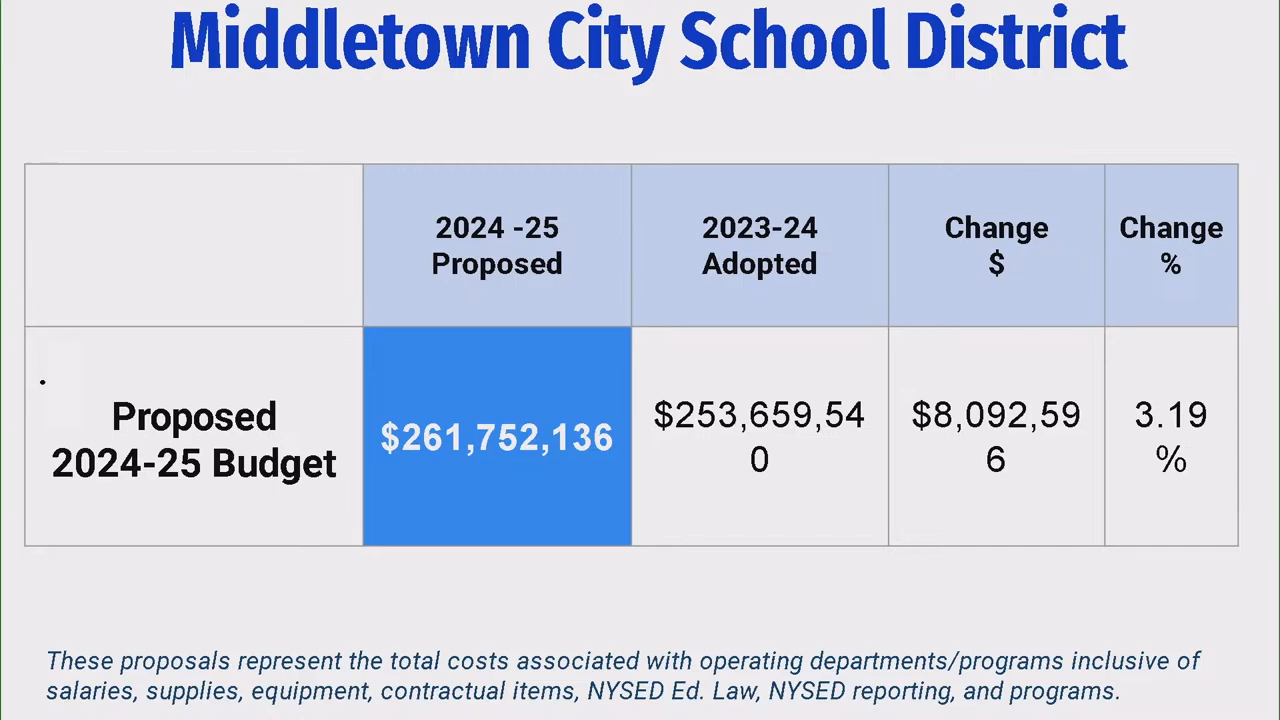 Middletown City School District
2024 -25
Proposed
2023-24
Adopted
Change
$
Change
%
.
Proposed
2024-25 Budget
$261,752,136
$253,659,54
0
$8,092,59
6
3.19
%
These proposals represent the total costs associated with operating departments/programs inclusive of
salaries, supplies, equipment, contractual items, NYSED Ed. Law, NYSED reporting, and programs.